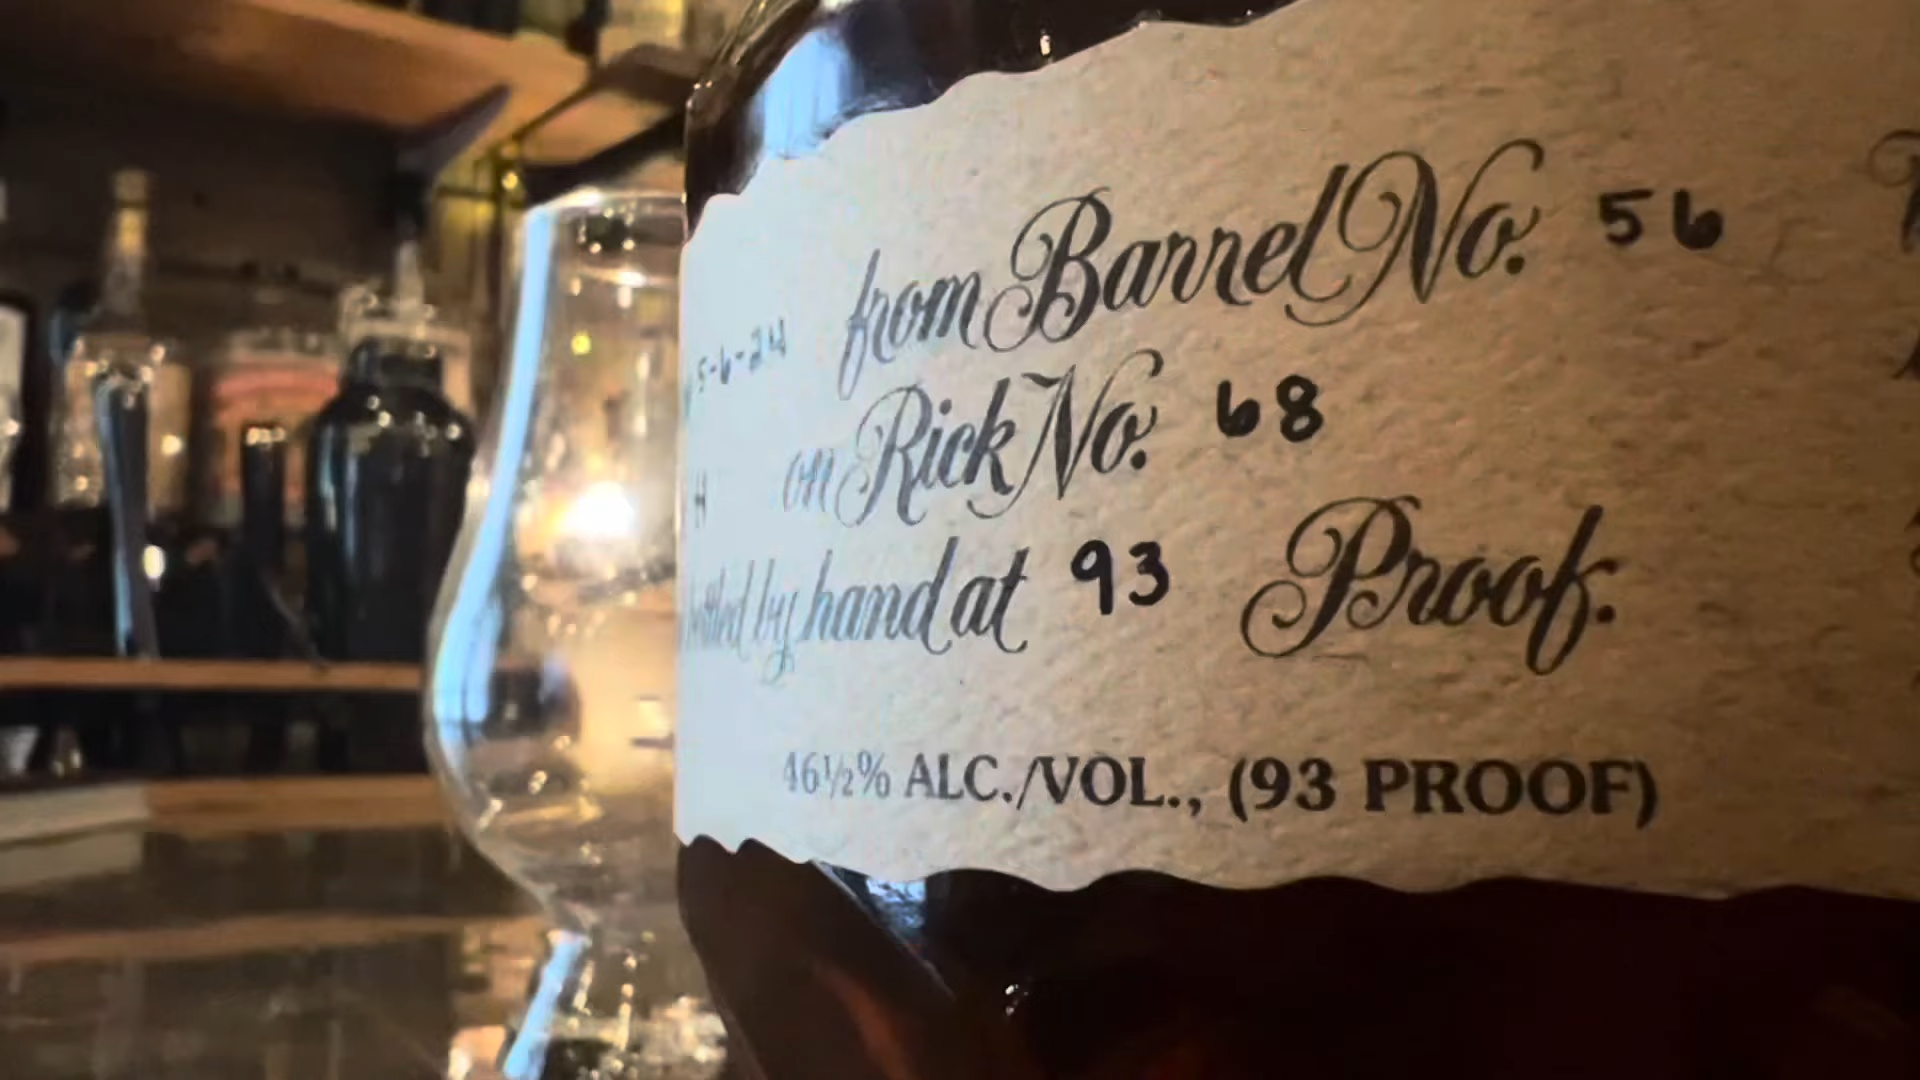 5-6-24 from Barrel No. 56
H on Rick No. 68
bottled by hand at 93 Proof.
46½% ALC./VOL., (93 PROOF)